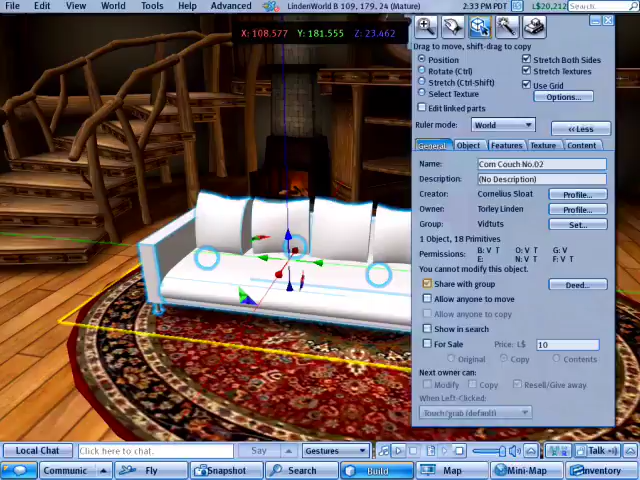 File Edit View World Tools Help Advanced LindenWorld B 109, 179, 24 (Mature) 2:33 PM PDT L$20,212 Search
X: 108.577 Y: 181.555 Z: 23.462
Drag to move, shift-drag to copy
Position
Rotate (Ctrl)
Stretch (Ctrl-Shift)
Select Texture
Edit linked parts
Stretch Both Sides
Stretch Textures
Use Grid
Options...
Ruler mode: World
<< Less
General Object Features Texture Content
Name: Com Couch No.02
Description: (No Description)
Creator: Cornelius Sloat Profile...
Owner: Torley Linden Profile...
Group: Vidtuts Set...
1 Object, 18 Primitives
Permissions: B: V T O: V T G: V
E: N: V T F: V T
You cannot modify this object.
Share with group Deed...
Allow anyone to move
Allow anyone to copy
Show in search
For Sale Price: L$ 10
Original Copy Contents
Next owner can:
Modify Copy Resell/Give away
When Left-Clicked:
Touch/grab (default)
Local Chat Click here to chat. Say Gestures Talk
Communic Fly Snapshot Search Build Map Mini-Map Inventory